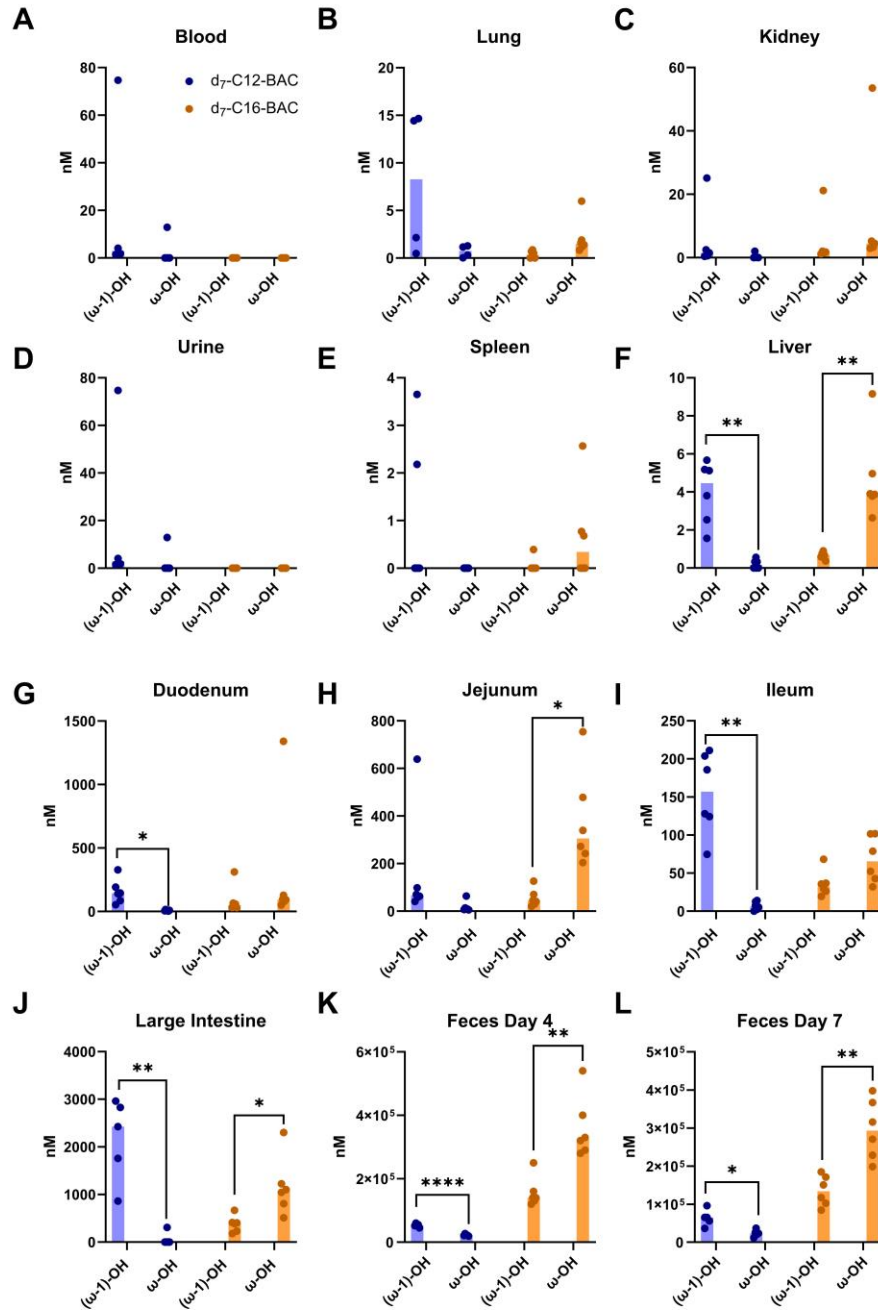 A Blood
B Lung
C Kidney
80
60
40
20
0
nM
d7-C12-BAC
d7-C16-BAC
(ω-1)-OH ω-OH (ω-1)-OH ω-OH
20
15
10
5
0
nM
(ω-1)-OH ω-OH (ω-1)-OH ω-OH
60
40
20
0
nM
(ω-1)-OH ω-OH (ω-1)-OH ω-OH
D Urine
E Spleen
F Liver
80
60
40
20
0
nM
(ω-1)-OH ω-OH (ω-1)-OH ω-OH
4
3
2
1
0
nM
(ω-1)-OH ω-OH (ω-1)-OH ω-OH
10
8
6
4
2
0
nM
**
**
(ω-1)-OH ω-OH (ω-1)-OH ω-OH
G Duodenum
H Jejunum
I Ileum
1500
1000
500
0
nM
*
(ω-1)-OH ω-OH (ω-1)-OH ω-OH
800
600
400
200
0
nM
*
(ω-1)-OH ω-OH (ω-1)-OH ω-OH
250
200
150
100
50
0
nM
**
(ω-1)-OH ω-OH (ω-1)-OH ω-OH
J Large Intestine
K Feces Day 4
L Feces Day 7
4000
3000
2000
1000
0
nM
**
*
(ω-1)-OH ω-OH (ω-1)-OH ω-OH
6×10⁵
4×10⁵
2×10⁵
0
nM
****
**
(ω-1)-OH ω-OH (ω-1)-OH ω-OH
5×10⁵
4×10⁵
3×10⁵
2×10⁵
1×10⁵
0
nM
*
**
(ω-1)-OH ω-OH (ω-1)-OH ω-OH